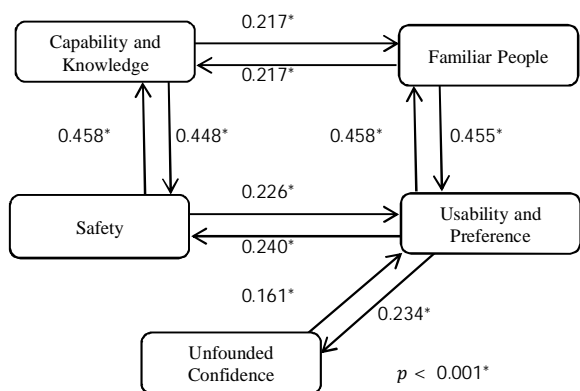 0.217*
Capability and
Knowledge
Familiar People
0.217*
0.458*
0.448*
0.458*
0.455*
0.226*
Safety
Usability and
Preference
0.240*
0.161*
0.234*
Unfounded
Confidence
p < 0.001*